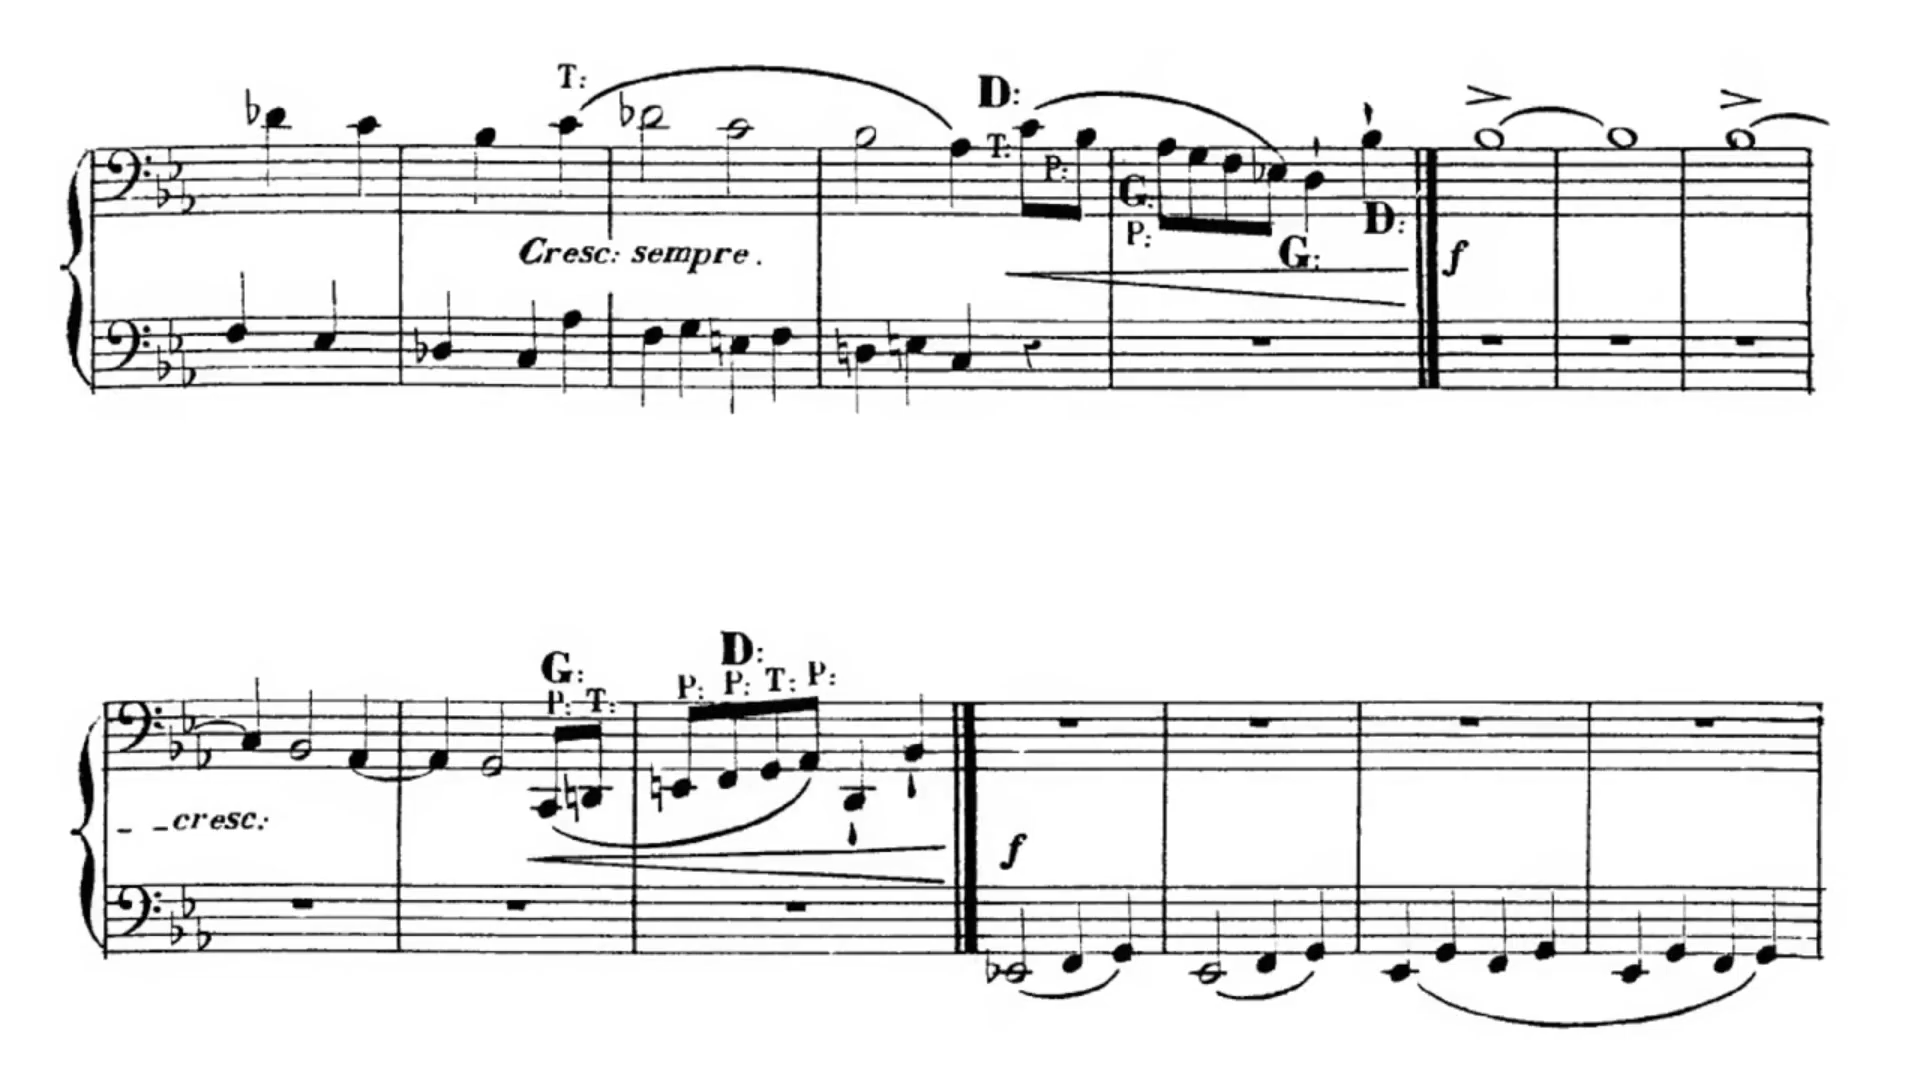 T:
D:
T:
P:
G:
P:
G:
D:
Cresc: sempre.
f
G:
P: T:
D:
P: P: T: P:
cresc:
f